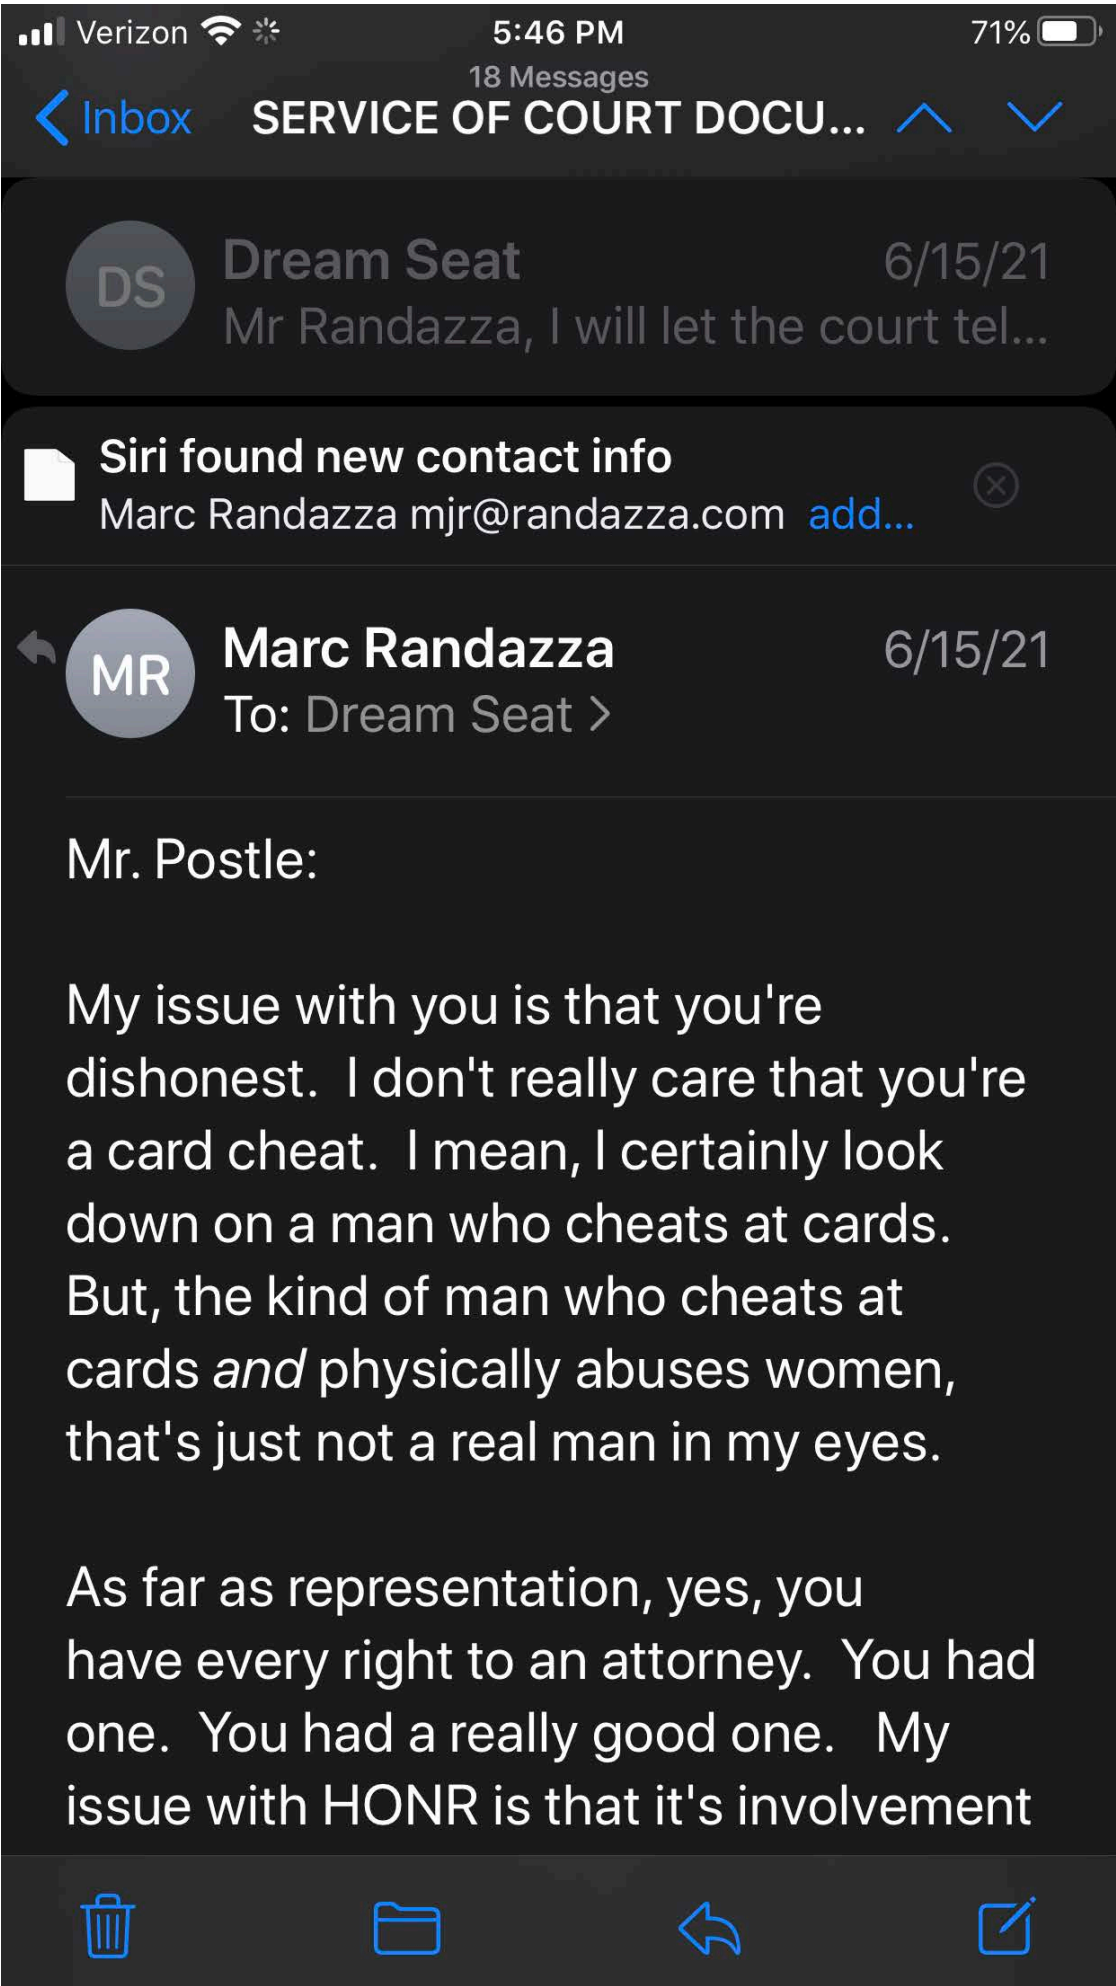 Verizon 5:46 PM 71%
18 Messages
Inbox SERVICE OF COURT DOCU...
DS Dream Seat 6/15/21
Mr Randazza, I will let the court tel...
Siri found new contact info
Marc Randazza mjr@randazza.com add...
MR Marc Randazza 6/15/21
To: Dream Seat
Mr. Postle:
My issue with you is that you're
dishonest. I don't really care that you're
a card cheat. I mean, I certainly look
down on a man who cheats at cards.
But, the kind of man who cheats at
cards and physically abuses women,
that's just not a real man in my eyes.
As far as representation, yes, you
have every right to an attorney. You had
one. You had a really good one. My
issue with HONR is that it's involvement